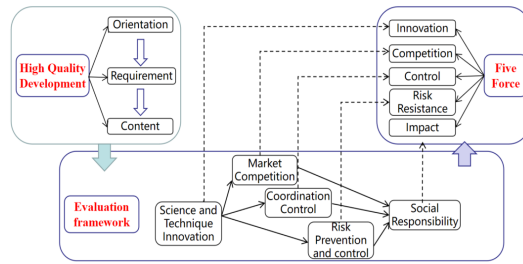 Orientation
High Quality
Development
Requirement
Content
Innovation
Competition
Control
Risk
Resistance
Impact
Five
Force
Evaluation
framework
Science and
Technique
Innovation
Market
Competition
Coordination
Control
Risk
Prevention
and control
Social
Responsibility